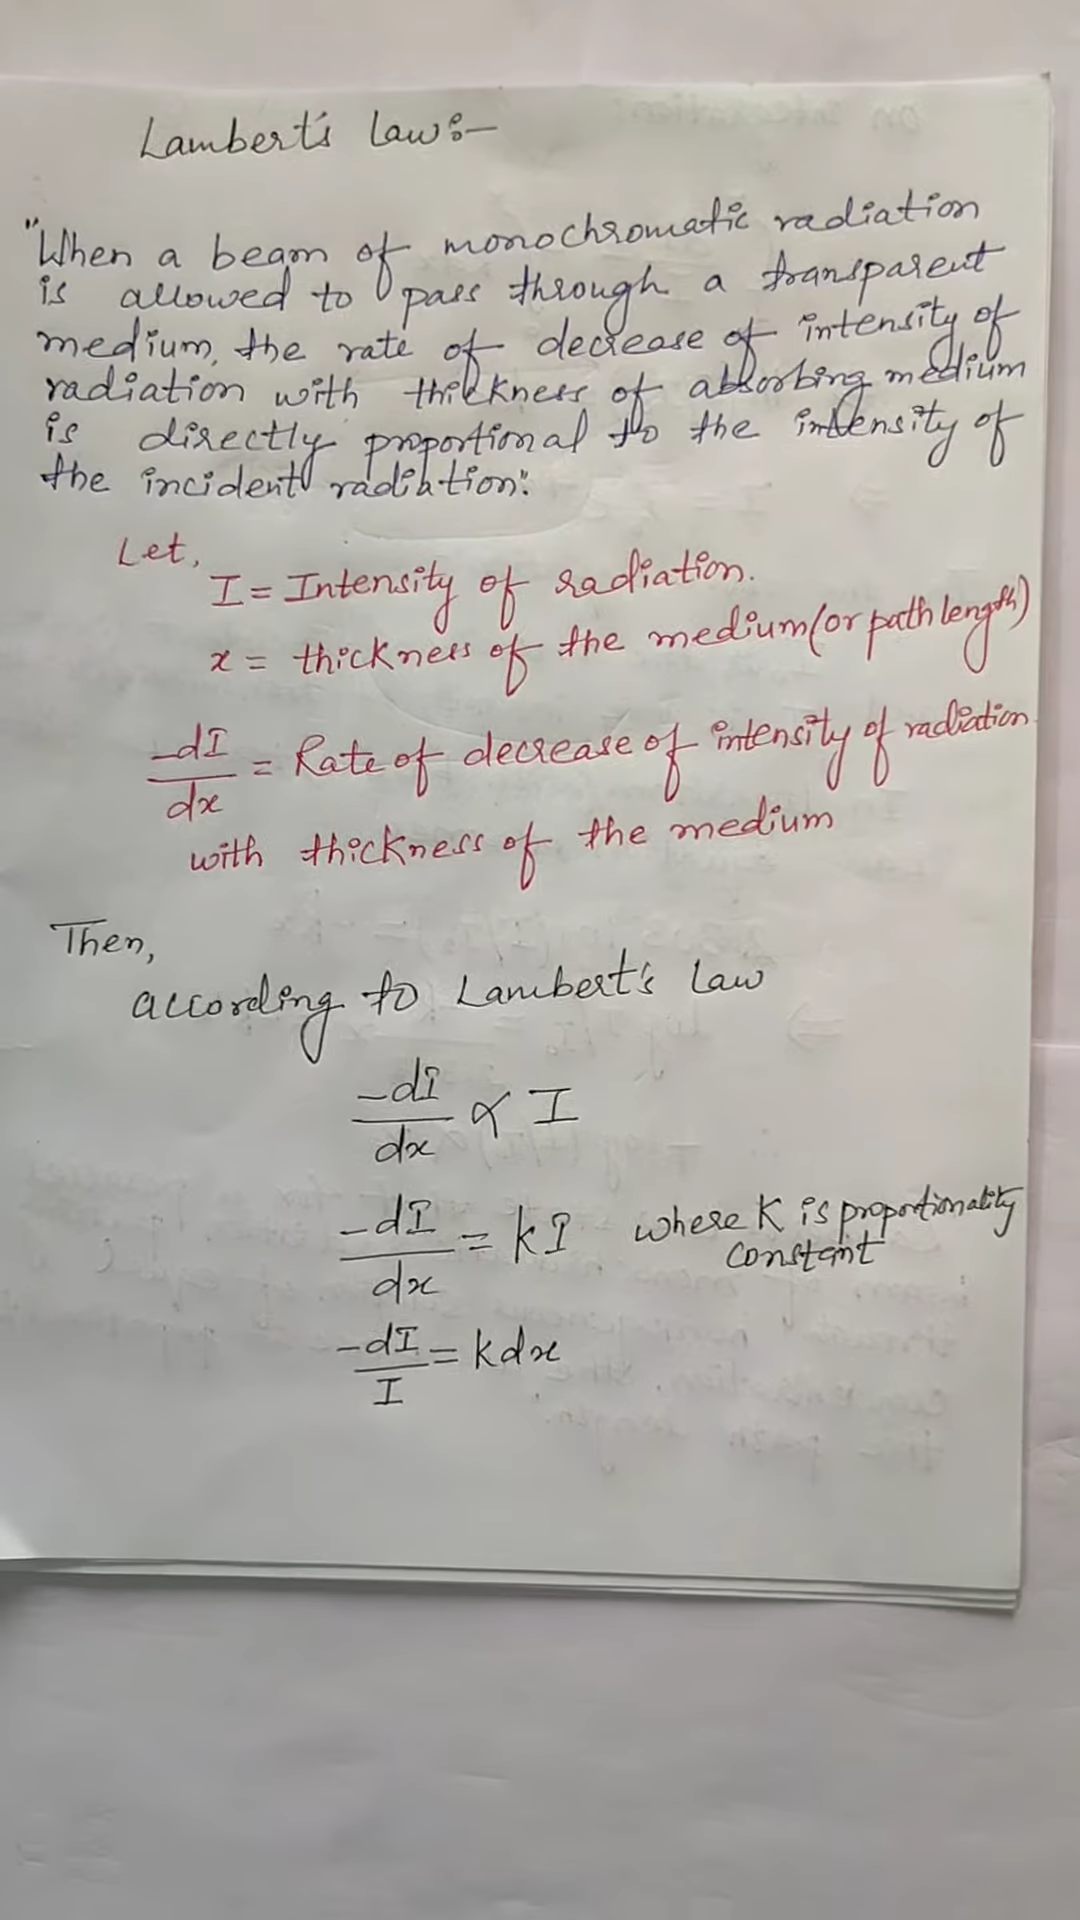 Lambert's Law:-
"When a beam of monochromatic radiation
is allowed to pass through a transparent
medium, the rate of decrease of intensity of
radiation with thickness of absorbing medium
is directly proportional to the intensity of
the incident radiation".
Let,
I = Intensity of radiation.
x = thickness of the medium (or path length)
-dI/dx = Rate of decrease of intensity of radiation
with thickness of the medium
Then,
according to Lambert's Law
-dI/dx ∝ I
-dI/dx = kI where K is proportionality
constant
-dI/I = kdx